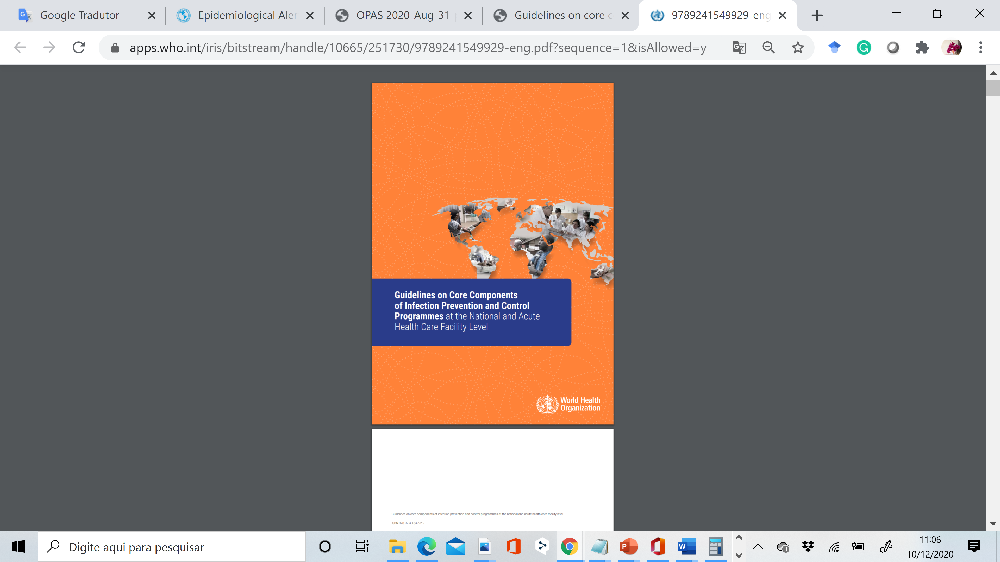 Google Tradutor
Epidemiological Aler
OPAS 2020-Aug-31-
Guidelines on core c
9789241549929-eng
apps.who.int/iris/bitstream/handle/10665/251730/9789241549929-eng.pdf?sequence=1&isAllowed=y
Guidelines on Core Components
of Infection Prevention and Control
Programmes at the National and Acute
Health Care Facility Level
World Health
Organization
Guidelines on core components of infection prevention and control programmes at the national and acute health care facility level.
ISBN 978-92-4-154992-9
Digite aqui para pesquisar
11:06
10/12/2020